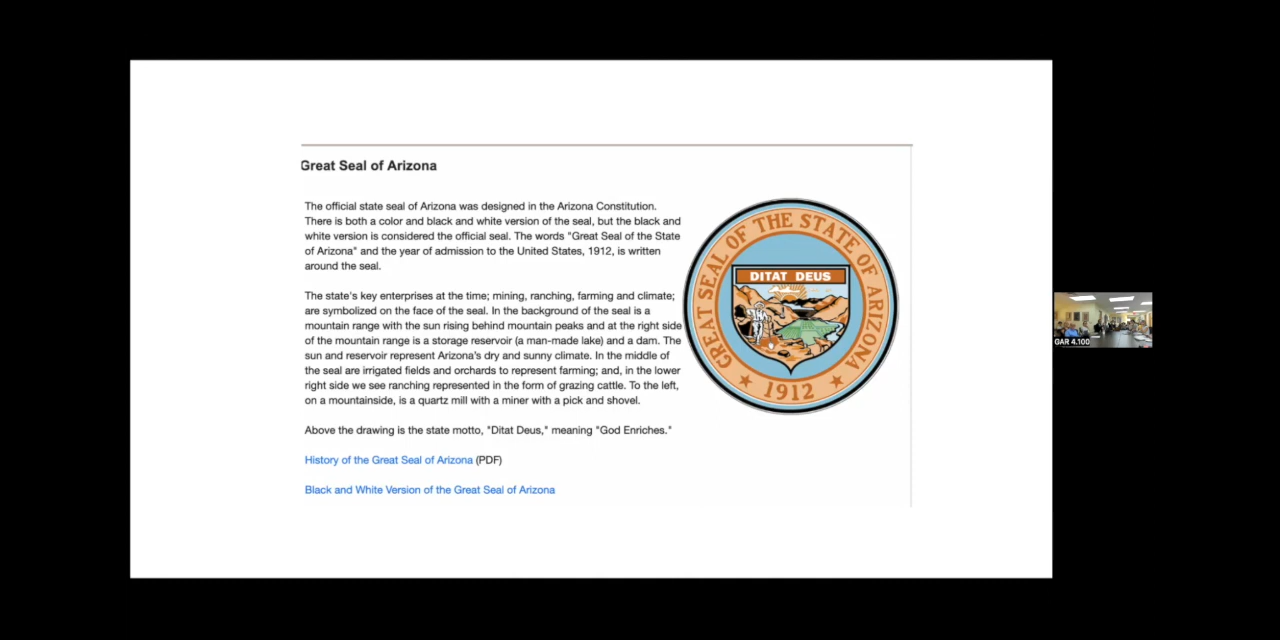 Great Seal of Arizona
The official state seal of Arizona was designed in the Arizona Constitution.
There is both a color and black and white version of the seal, but the black and
white version is considered the official seal. The words "Great Seal of the State
of Arizona" and the year of admission to the United States, 1912, is written
around the seal.
The state's key enterprises at the time; mining, ranching, farming and climate;
are symbolized on the face of the seal. In the background of the seal is a
mountain range with the sun rising behind mountain peaks and at the right side
of the mountain range is a storage reservoir (a man-made lake) and a dam. The
sun and reservoir represent Arizona's dry and sunny climate. In the middle of
the seal are irrigated fields and orchards to represent farming; and, in the lower
right side we see ranching represented in the form of grazing cattle. To the left,
on a mountainside, is a quartz mill with a miner with a pick and shovel.
Above the drawing is the state motto, "Ditat Deus," meaning "God Enriches."
History of the Great Seal of Arizona (PDF)
Black and White Version of the Great Seal of Arizona
GREAT SEAL OF THE STATE OF ARIZONA
DITAT DEUS
1912
GAR 4.100